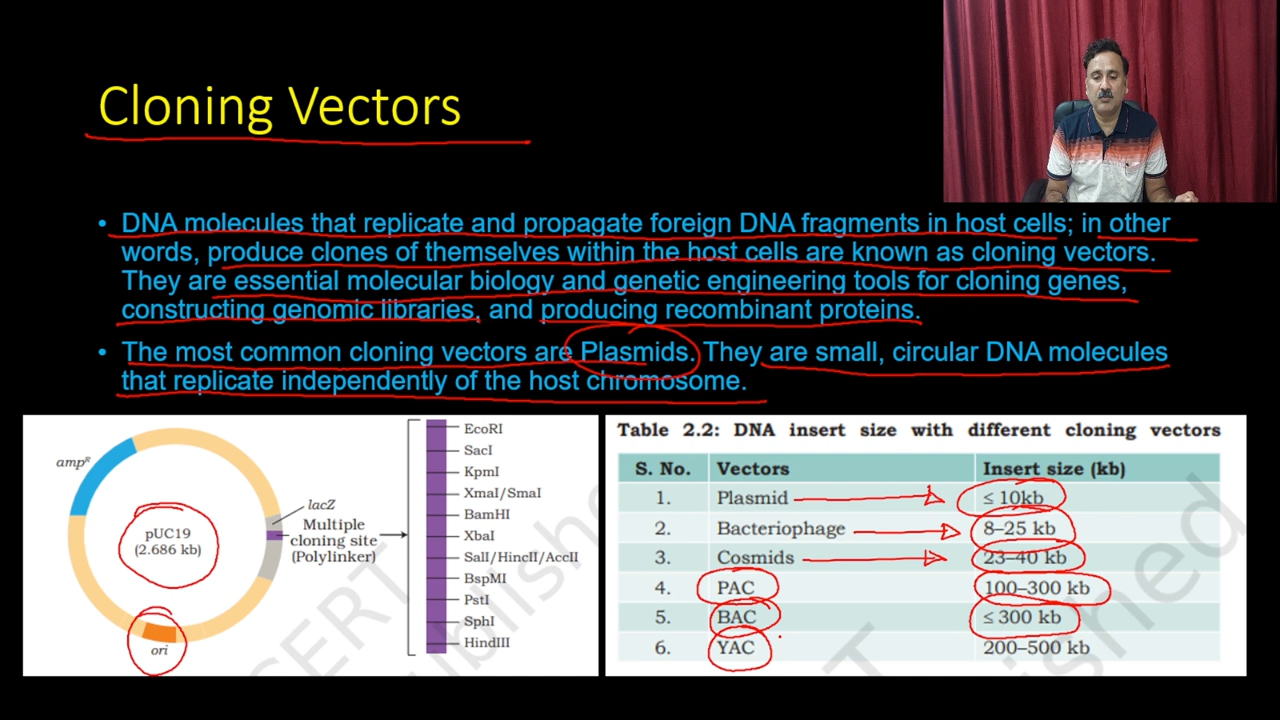 Cloning Vectors
• DNA molecules that replicate and propagate foreign DNA fragments in host cells; in other
words, produce clones of themselves within the host cells are known as cloning vectors.
They are essential molecular biology and genetic engineering tools for cloning genes,
constructing genomic libraries, and producing recombinant proteins.
• The most common cloning vectors are Plasmids. They are small, circular DNA molecules
that replicate independently of the host chromosome.
ampR
pUC19
(2.686 kb)
ori
lacZ
Multiple
cloning site
(Polylinker)
EcoRI
SacI
KpmI
XmaI/SmaI
BamHI
XbaI
SalI/HincII/AccII
BspMI
PstI
SphI
HindIII
Table 2.2: DNA insert size with different cloning vectors
S. No. Vectors Insert size (kb)
1. Plasmid ≤ 10kb
2. Bacteriophage 8–25 kb
3. Cosmids 23–40 kb
4. PAC 100–300 kb
5. BAC ≤ 300 kb
6. YAC 200–500 kb